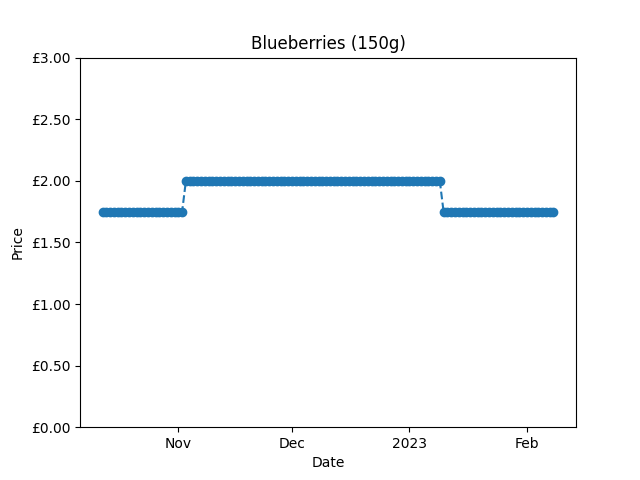 Blueberries (150g)
£3.00
£2.50
£2.00
£1.50
£1.00
£0.50
£0.00
Price
Nov
Dec
2023
Feb
Date